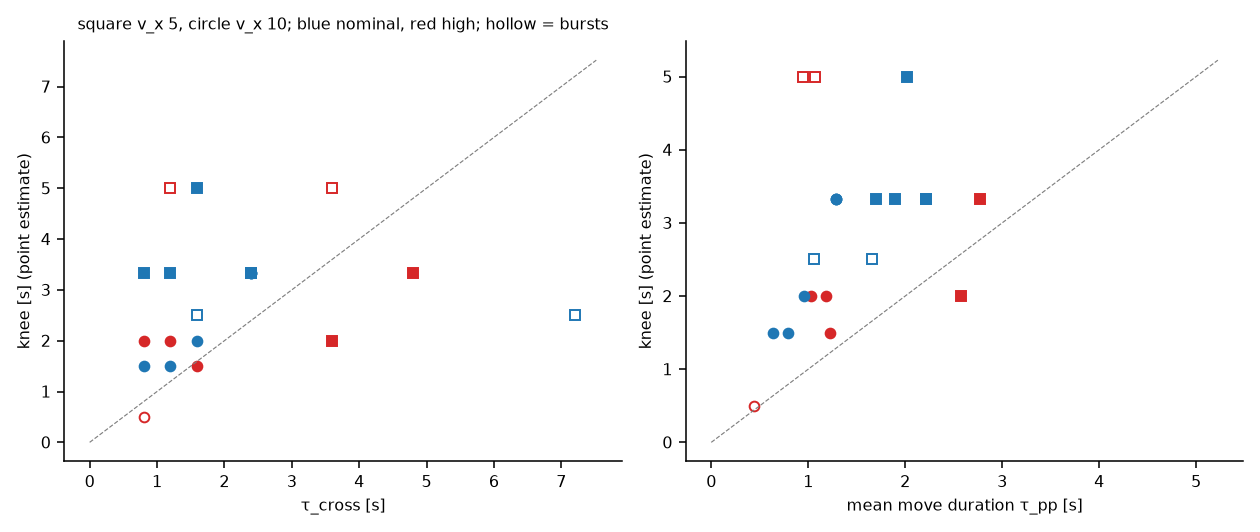 square v_x 5, circle v_x 10; blue nominal, red high; hollow = bursts
knee [s] (point estimate)
7
6
5
4
3
2
1
0
0 1 2 3 4 5 6 7
τ_cross [s]
knee [s] (point estimate)
5
4
3
2
1
0
0 1 2 3 4 5
mean move duration τ_pp [s]